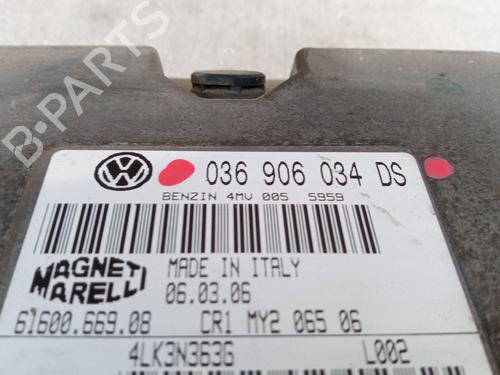 B-PARTS
VW 036 906 034 DS
BENZIN 4MV 005 5959
MAGNETI MARELLI
MADE IN ITALY
06.03.06
61600.669.08 CR1 MY2 065 06
4LK3N363G L002